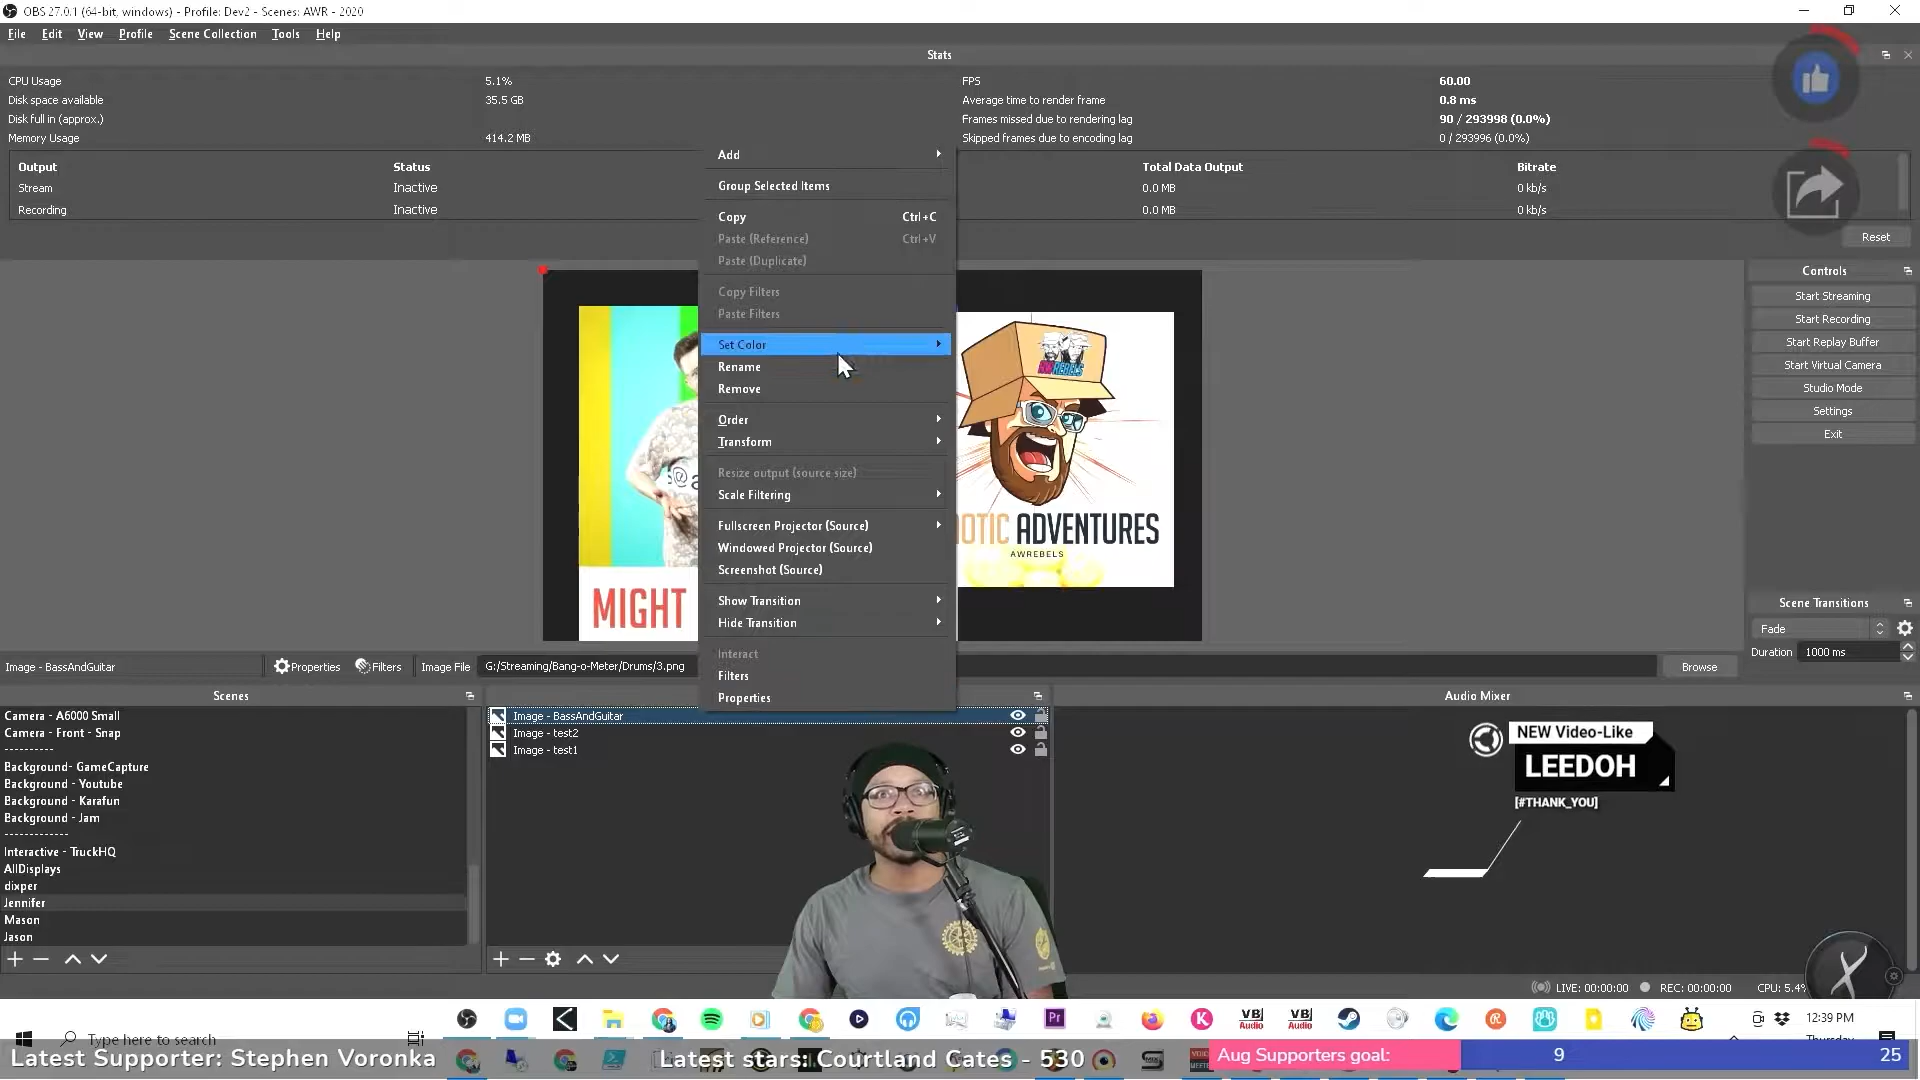 OBS 27.0.1 (64-bit, windows) - Profile: Dev2 - Scenes: AWR - 2020
File Edit View Profile Scene Collection Tools Help
Stats
CPU Usage 5.1%
Disk space available 35.5 GB
Disk full in (approx.)
Memory Usage 414.2 MB
FPS 60.00
Average time to render frame 0.8 ms
Frames missed due to rendering lag 90 / 293998 (0.0%)
Skipped frames due to encoding lag 0 / 293996 (0.0%)
Output Status Total Data Output Bitrate
Stream Inactive 0.0 MB 0 kb/s
Recording Inactive 0.0 MB 0 kb/s
Reset
Add
Group Selected Items
Copy Ctrl+C
Paste (Reference) Ctrl+V
Paste (Duplicate)
Copy Filters
Paste Filters
Set Color
Rename
Remove
Order
Transform
Resize output (source size)
Scale Filtering
Fullscreen Projector (Source)
Windowed Projector (Source)
Screenshot (Source)
Show Transition
Hide Transition
Interact
Filters
Properties
MIGHT
OTIC ADVENTURES
AWREBELS
Controls
Start Streaming
Start Recording
Start Replay Buffer
Start Virtual Camera
Studio Mode
Settings
Exit
Scene Transitions
Fade
Duration 1000 ms
Image - BassAndGuitar Properties Filters Image File G:/Streaming/Bang-o-Meter/Drums/3.png Browse
Scenes
Camera - A6000 Small
Camera - Front - Snap
----------
Background- GameCapture
Background - Youtube
Background - Karafun
Background - Jam
-------------
Interactive - TruckHQ
AllDisplays
dixper
Jennifer
Mason
Jason
Image - BassAndGuitar
Image - test2
Image - test1
Audio Mixer
NEW Video-Like
LEEDOH
[#THANK_YOU]
LIVE: 00:00:00 REC: 00:00:00 CPU: 5.4%
Type here to search
Pr
K
VB Audio
VB Audio
12:39 PM
Thursday
Latest Supporter: Stephen Voronka
Latest stars: Courtland Cates - 530
Aug Supporters goal: 9 25